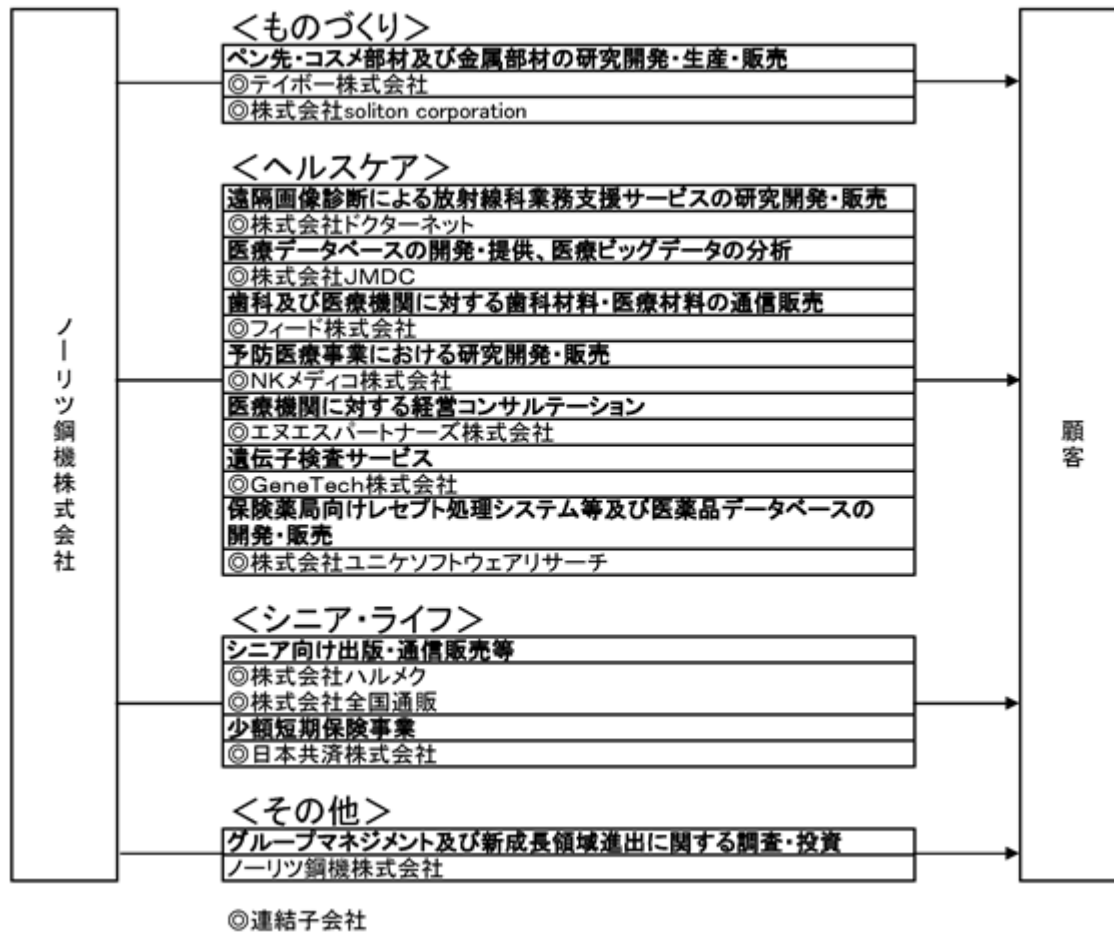 ノーリツ鋼機株式会社
<ものづくり>
ペン先・コスメ部材及び金属部材の研究開発・生産・販売
◎テイボー株式会社
◎株式会社soliton corporation
<ヘルスケア>
遠隔画像診断による放射線科業務支援サービスの研究開発・販売
◎株式会社ドクターネット
医療データベースの開発・提供、医療ビッグデータの分析
◎株式会社JMDC
歯科及び医療機関に対する歯科材料・医療材料の通信販売
◎フィード株式会社
予防医療事業における研究開発・販売
◎NKメディコ株式会社
医療機関に対する経営コンサルテーション
◎エヌエスパートナーズ株式会社
遺伝子検査サービス
◎GeneTech株式会社
保険薬局向けレセプト処理システム等及び医薬品データベースの
開発・販売
◎株式会社ユニケソフトウェアリサーチ
<シニア・ライフ>
シニア向け出版・通信販売等
◎株式会社ハルメク
◎株式会社全国通販
少額短期保険事業
◎日本共済株式会社
<その他>
グループマネジメント及び新成長領域進出に関する調査・投資
ノーリツ鋼機株式会社
顧客
◎連結子会社